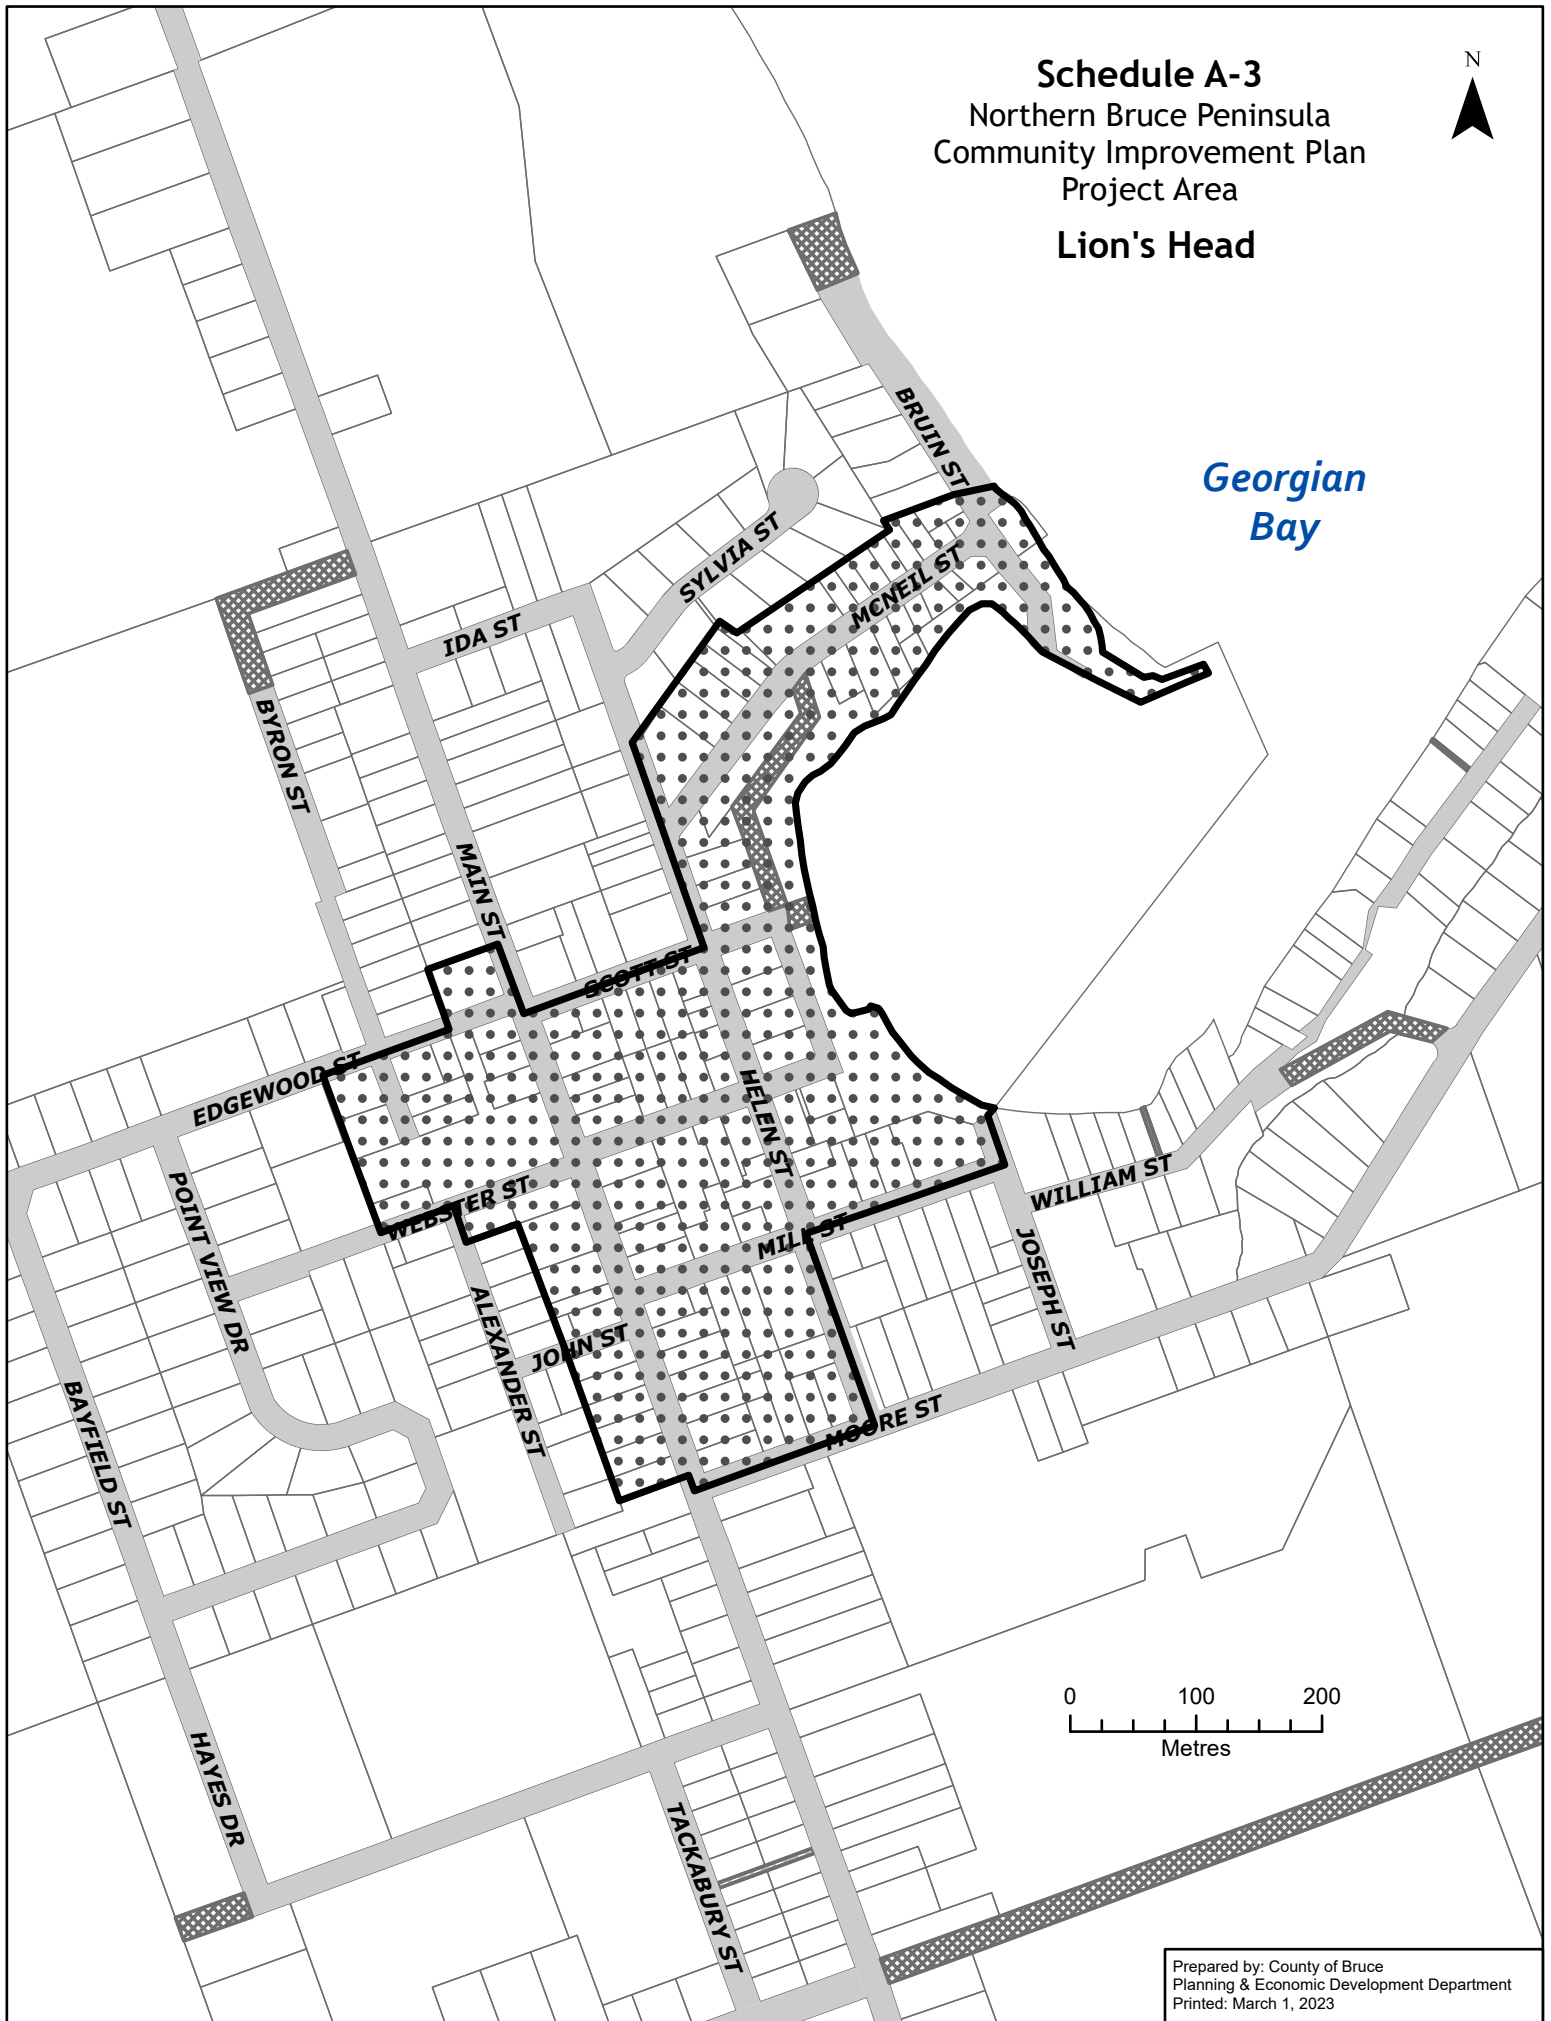 Schedule A-3
Northern Bruce Peninsula
Community Improvement Plan
Project Area
Lion's Head
N
BRUIN ST
Georgian
Bay
SYLVIA ST
MCNEIL ST
IDA ST
BYRON ST
MAIN ST
SCOTT ST
EDGEWOOD ST
HELEN ST
POINT VIEW DR
WEBSTER ST
WILLIAM ST
MILL ST
JOSEPH ST
ALEXANDER ST
JOHN ST
BAYFIELD ST
MOORE ST
0 100 200
Metres
HAYES DR
TACKABURY ST
Prepared by: County of Bruce
Planning & Economic Development Department
Printed: March 1, 2023